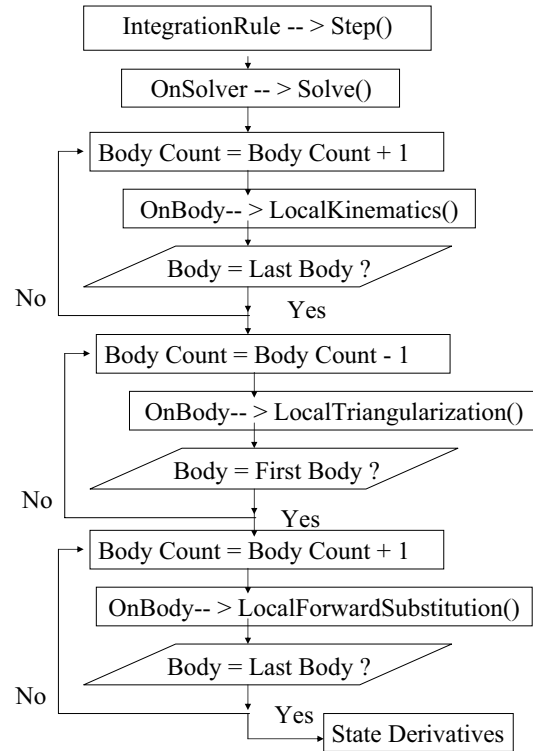 IntegrationRule -- > Step()
OnSolver -- > Solve()
Body Count = Body Count + 1
OnBody-- > LocalKinematics()
Body = Last Body ?
No
Yes
Body Count = Body Count - 1
OnBody-- > LocalTriangularization()
Body = First Body ?
No
Yes
Body Count = Body Count + 1
OnBody-- > LocalForwardSubstitution()
Body = Last Body ?
No
Yes
State Derivatives